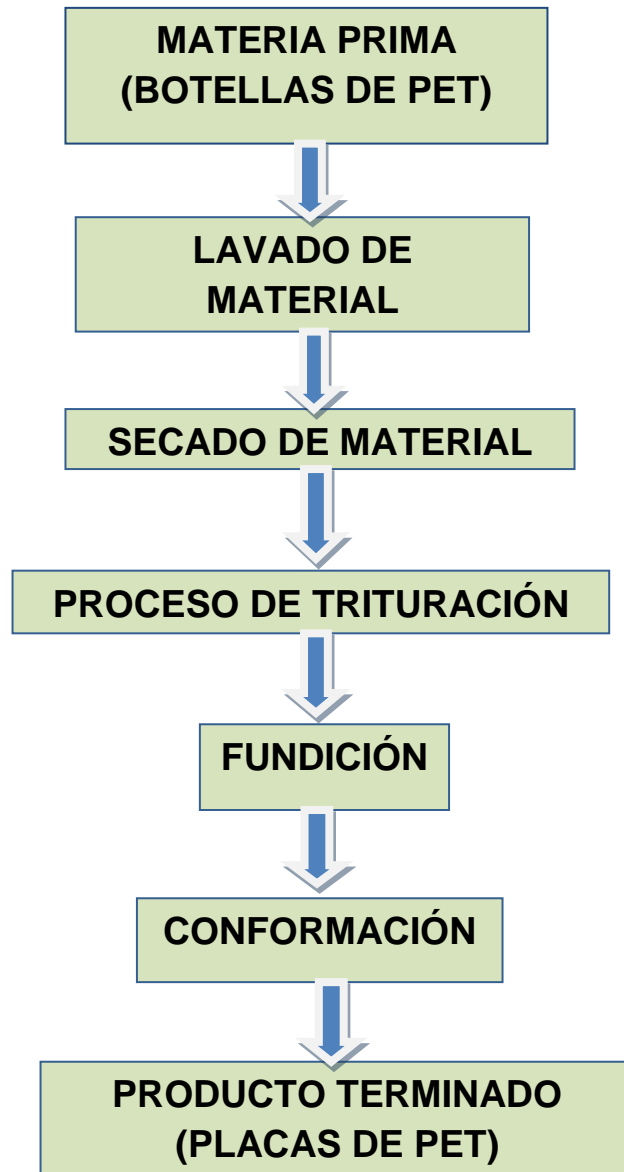 MATERIA PRIMA
(BOTELLAS DE PET)
LAVADO DE
MATERIAL
SECADO DE MATERIAL
PROCESO DE TRITURACIÓN
FUNDICIÓN
CONFORMACIÓN
PRODUCTO TERMINADO
(PLACAS DE PET)